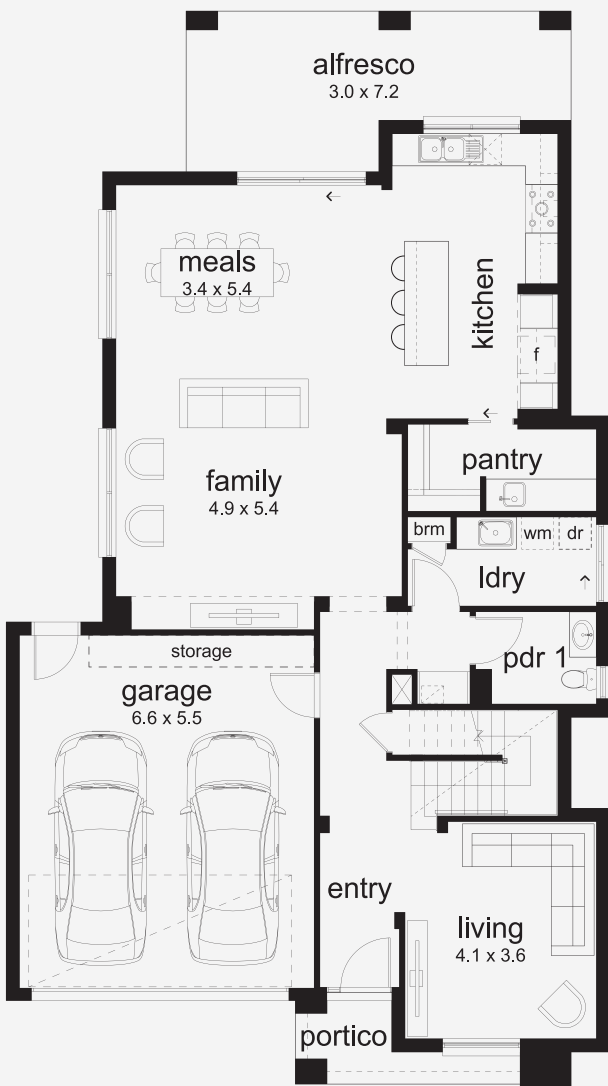 alfresco
3.0 x 7.2
meals
3.4 x 5.4
kitchen
f
pantry
family
4.9 x 5.4
brm
wm
dr
ldry
storage
pdr 1
garage
6.6 x 5.5
entry
living
4.1 x 3.6
portico